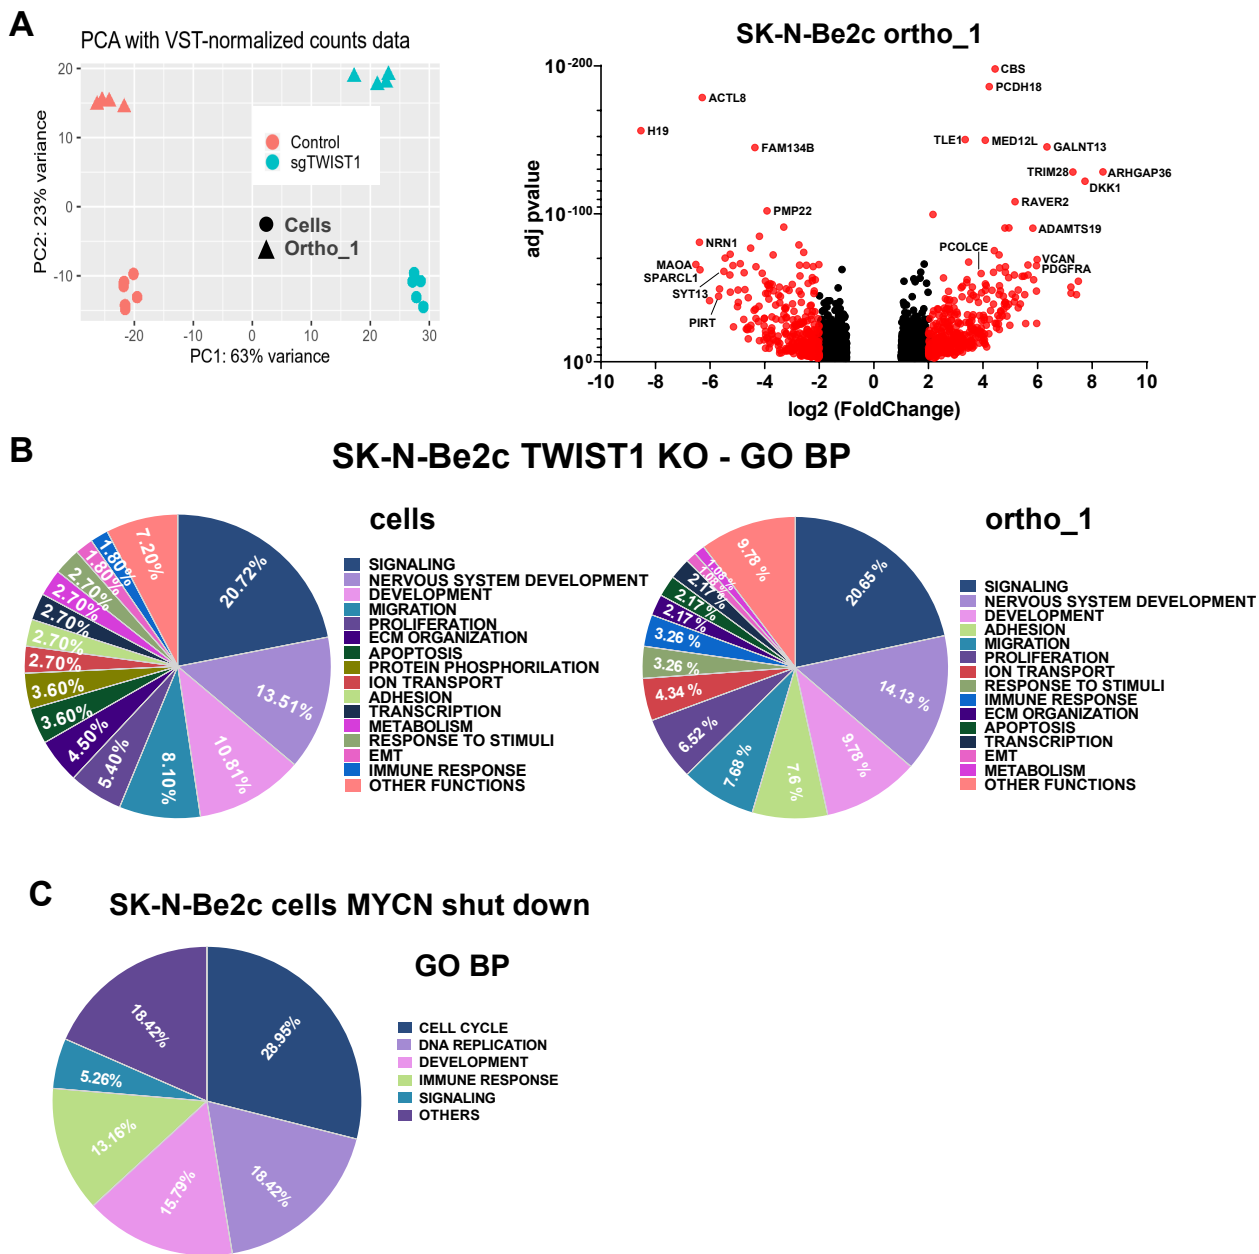 A
PCA with VST-normalized counts data
20
10
0
-10
-20
-10
0
10
20
30
PC1: 63% variance
PC2: 23% variance
Control
sgTWIST1
Cells
Ortho_1
SK-N-Be2c ortho_1
10-200
10-100
10⁰
adj pvalue
-10
-8
-6
-4
-2
0
2
4
6
8
10
log2 (FoldChange)
CBS
PCDH18
ACTL8
H19
FAM134B
TLE1
MED12L
GALNT13
TRIM28
ARHGAP36
DKK1
RAVER2
PMP22
ADAMTS19
NRN1
PCOLCE
VCAN
MAOA
PDGFRA
SPARCL1
SYT13
PIRT
B
SK-N-Be2c TWIST1 KO - GO BP
cells
20.72%
13.51%
10.81%
8.10%
5.40%
4.50%
3.60%
3.60%
2.70%
2.70%
2.70%
2.70%
2.70%
1.80%
1.80%
7.20%
SIGNALING
NERVOUS SYSTEM DEVELOPMENT
DEVELOPMENT
MIGRATION
PROLIFERATION
ECM ORGANIZATION
APOPTOSIS
PROTEIN PHOSPHORILATION
ION TRANSPORT
ADHESION
TRANSCRIPTION
METABOLISM
RESPONSE TO STIMULI
EMT
IMMUNE RESPONSE
OTHER FUNCTIONS
ortho_1
20.65 %
14.13 %
9.78 %
7.6 %
7.68 %
6.52 %
4.34 %
3.26 %
3.26 %
2.17 %
2.17 %
2.17 %
1.08 %
1.08 %
9.78 %
SIGNALING
NERVOUS SYSTEM DEVELOPMENT
DEVELOPMENT
ADHESION
MIGRATION
PROLIFERATION
ION TRANSPORT
RESPONSE TO STIMULI
IMMUNE RESPONSE
ECM ORGANIZATION
APOPTOSIS
TRANSCRIPTION
EMT
METABOLISM
OTHER FUNCTIONS
C
SK-N-Be2c cells MYCN shut down
GO BP
28.95%
18.42%
15.79%
13.16%
5.26%
18.42%
CELL CYCLE
DNA REPLICATION
DEVELOPMENT
IMMUNE RESPONSE
SIGNALING
OTHERS